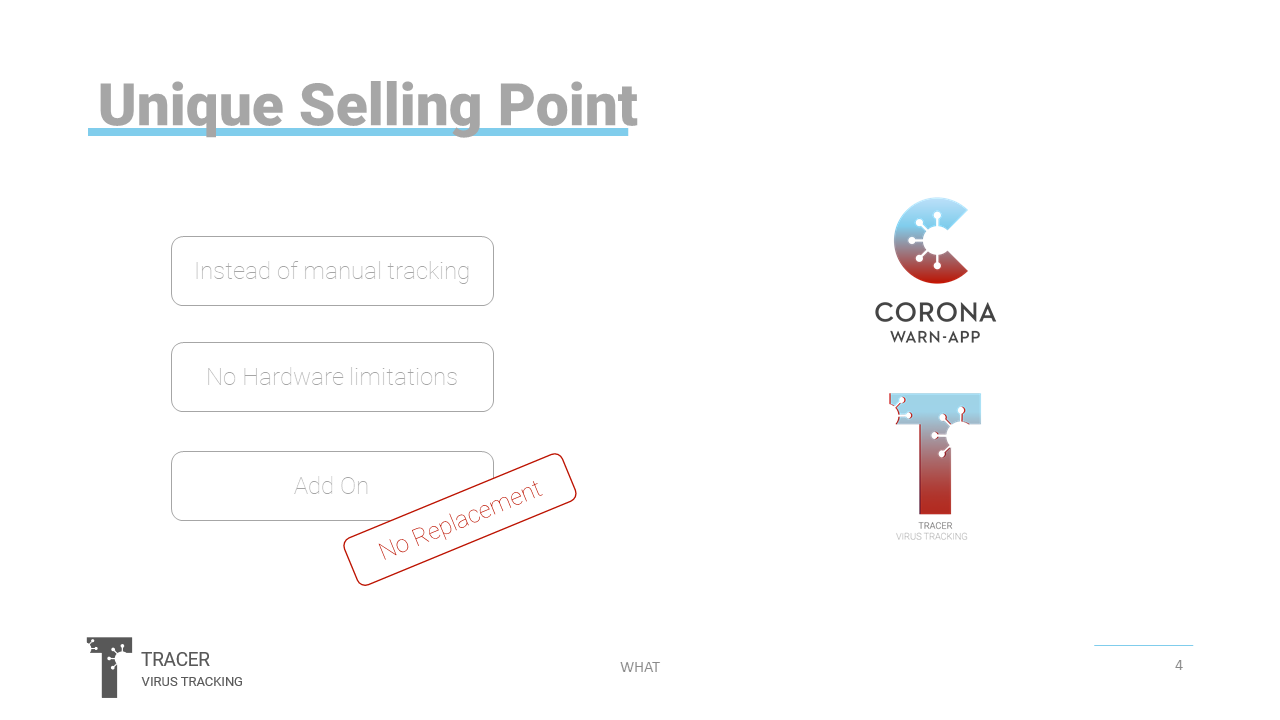 Unique Selling Point
Instead of manual tracking
No Hardware limitations
Add On
No Replacement
CORONA
WARN-APP
TRACER
VIRUS TRACKING
TRACER
VIRUS TRACKING
WHAT
4